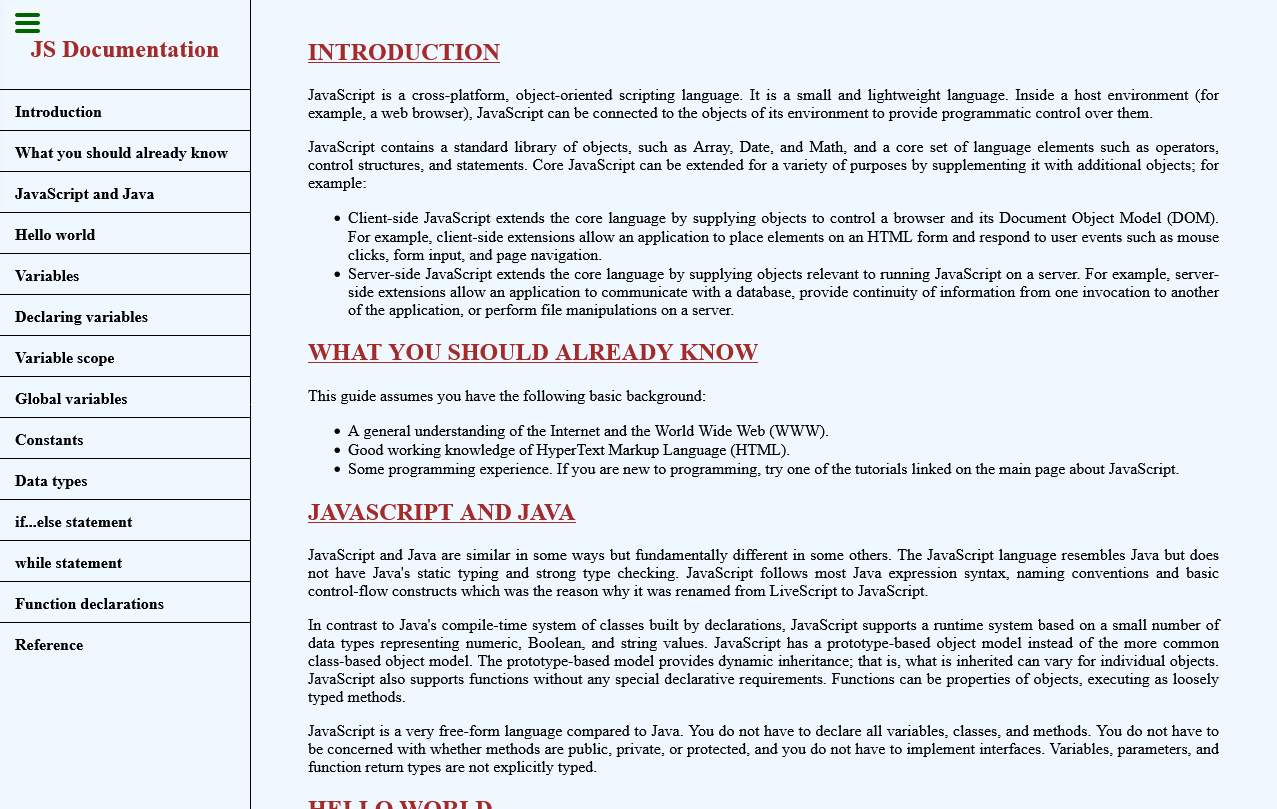 JS Documentation
Introduction
What you should already know
JavaScript and Java
Hello world
Variables
Declaring variables
Variable scope
Global variables
Constants
Data types
if...else statement
while statement
Function declarations
Reference
INTRODUCTION
JavaScript is a cross-platform, object-oriented scripting language. It is a small and lightweight language. Inside a host environment (for
example, a web browser), JavaScript can be connected to the objects of its environment to provide programmatic control over them.
JavaScript contains a standard library of objects, such as Array, Date, and Math, and a core set of language elements such as operators,
control structures, and statements. Core JavaScript can be extended for a variety of purposes by supplementing it with additional objects; for
example:
• Client-side JavaScript extends the core language by supplying objects to control a browser and its Document Object Model (DOM).
For example, client-side extensions allow an application to place elements on an HTML form and respond to user events such as mouse
clicks, form input, and page navigation.
• Server-side JavaScript extends the core language by supplying objects relevant to running JavaScript on a server. For example, server-
side extensions allow an application to communicate with a database, provide continuity of information from one invocation to another
of the application, or perform file manipulations on a server.
WHAT YOU SHOULD ALREADY KNOW
This guide assumes you have the following basic background:
• A general understanding of the Internet and the World Wide Web (WWW).
• Good working knowledge of HyperText Markup Language (HTML).
• Some programming experience. If you are new to programming, try one of the tutorials linked on the main page about JavaScript.
JAVASCRIPT AND JAVA
JavaScript and Java are similar in some ways but fundamentally different in some others. The JavaScript language resembles Java but does
not have Java's static typing and strong type checking. JavaScript follows most Java expression syntax, naming conventions and basic
control-flow constructs which was the reason why it was renamed from LiveScript to JavaScript.
In contrast to Java's compile-time system of classes built by declarations, JavaScript supports a runtime system based on a small number of
data types representing numeric, Boolean, and string values. JavaScript has a prototype-based object model instead of the more common
class-based object model. The prototype-based model provides dynamic inheritance; that is, what is inherited can vary for individual objects.
JavaScript also supports functions without any special declarative requirements. Functions can be properties of objects, executing as loosely
typed methods.
JavaScript is a very free-form language compared to Java. You do not have to declare all variables, classes, and methods. You do not have to
be concerned with whether methods are public, private, or protected, and you do not have to implement interfaces. Variables, parameters, and
function return types are not explicitly typed.
HELLO WORLD